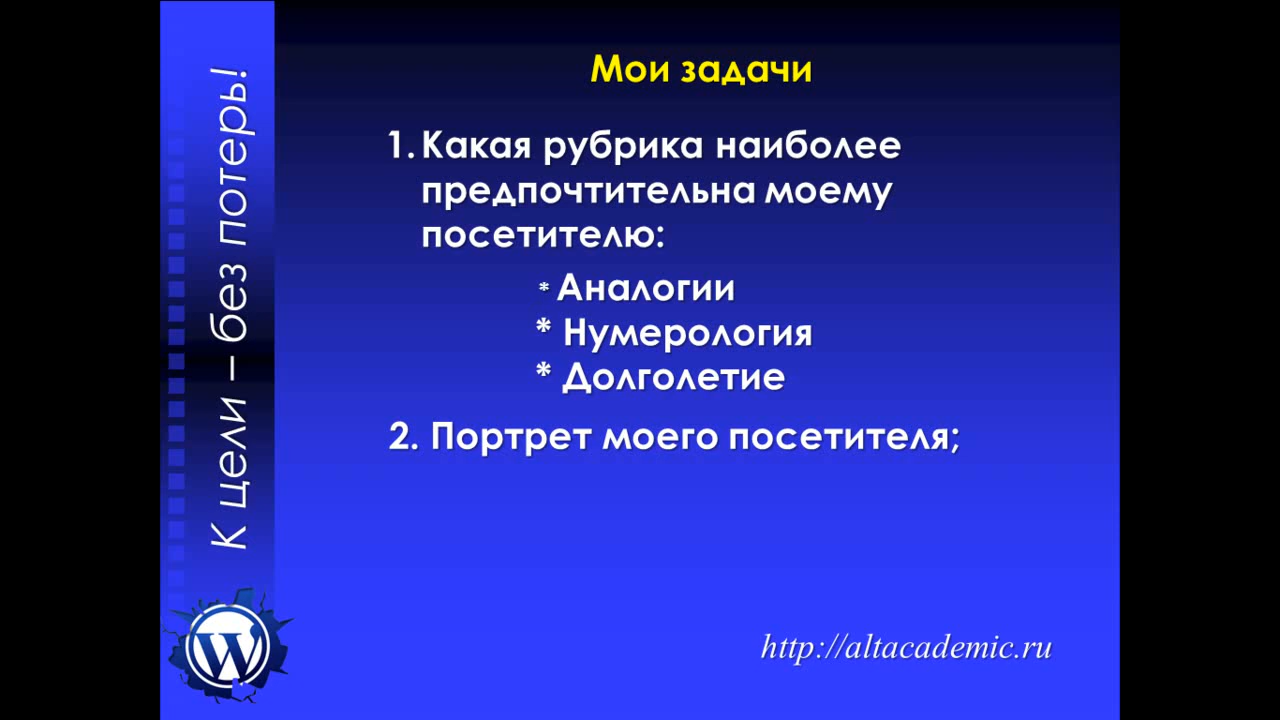 К цели – без потерь!
Мои задачи
1. Какая рубрика наиболее
предпочтительна моему
посетителю:
* Аналогии
* Нумерология
* Долголетие
2. Портрет моего посетителя;
http://altacademic.ru
W